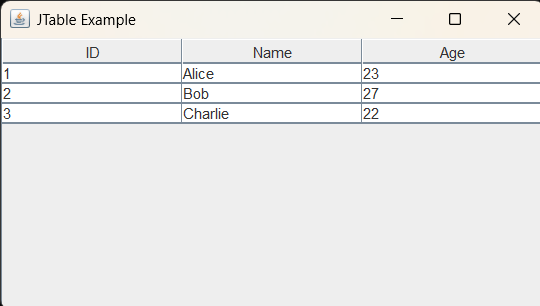 JTable Example
ID Name Age
1 Alice 23
2 Bob 27
3 Charlie 22